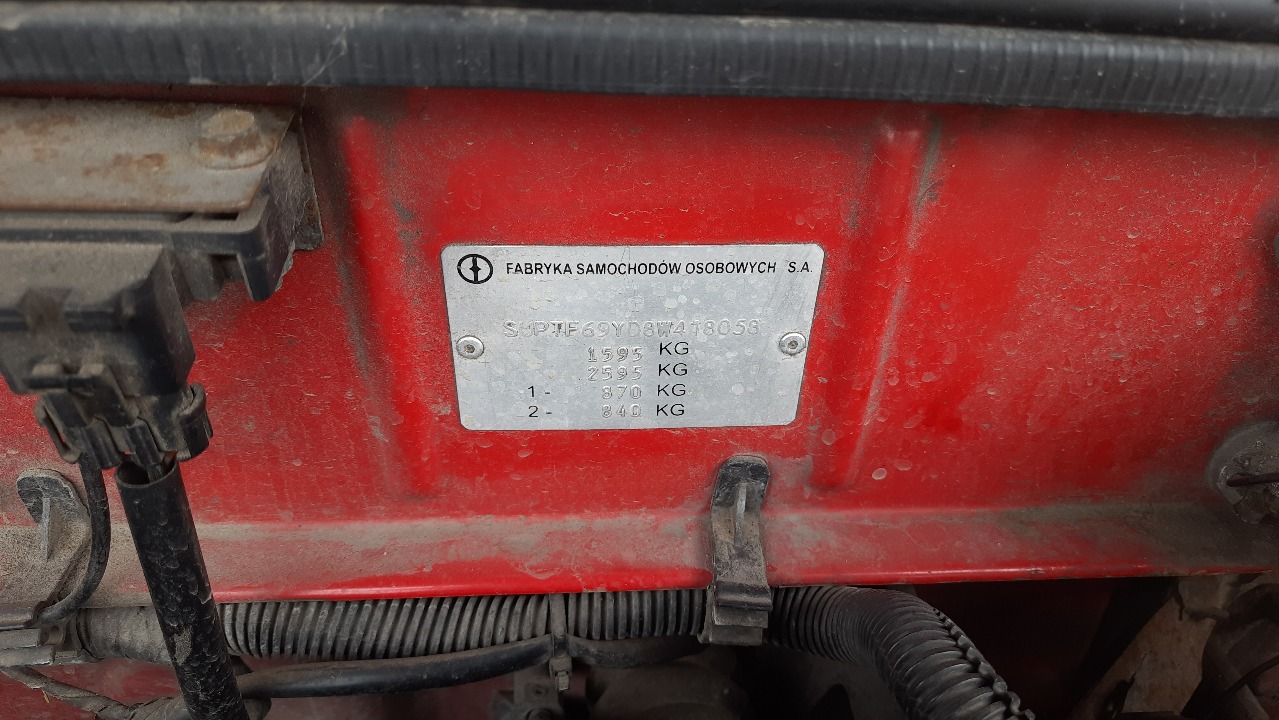 FABRYKA SAMOCHODÓW OSOBOWYCH S.A.
SUPTF69YD8W418058
1595 KG
2595 KG
1- 870 KG
2- 840 KG